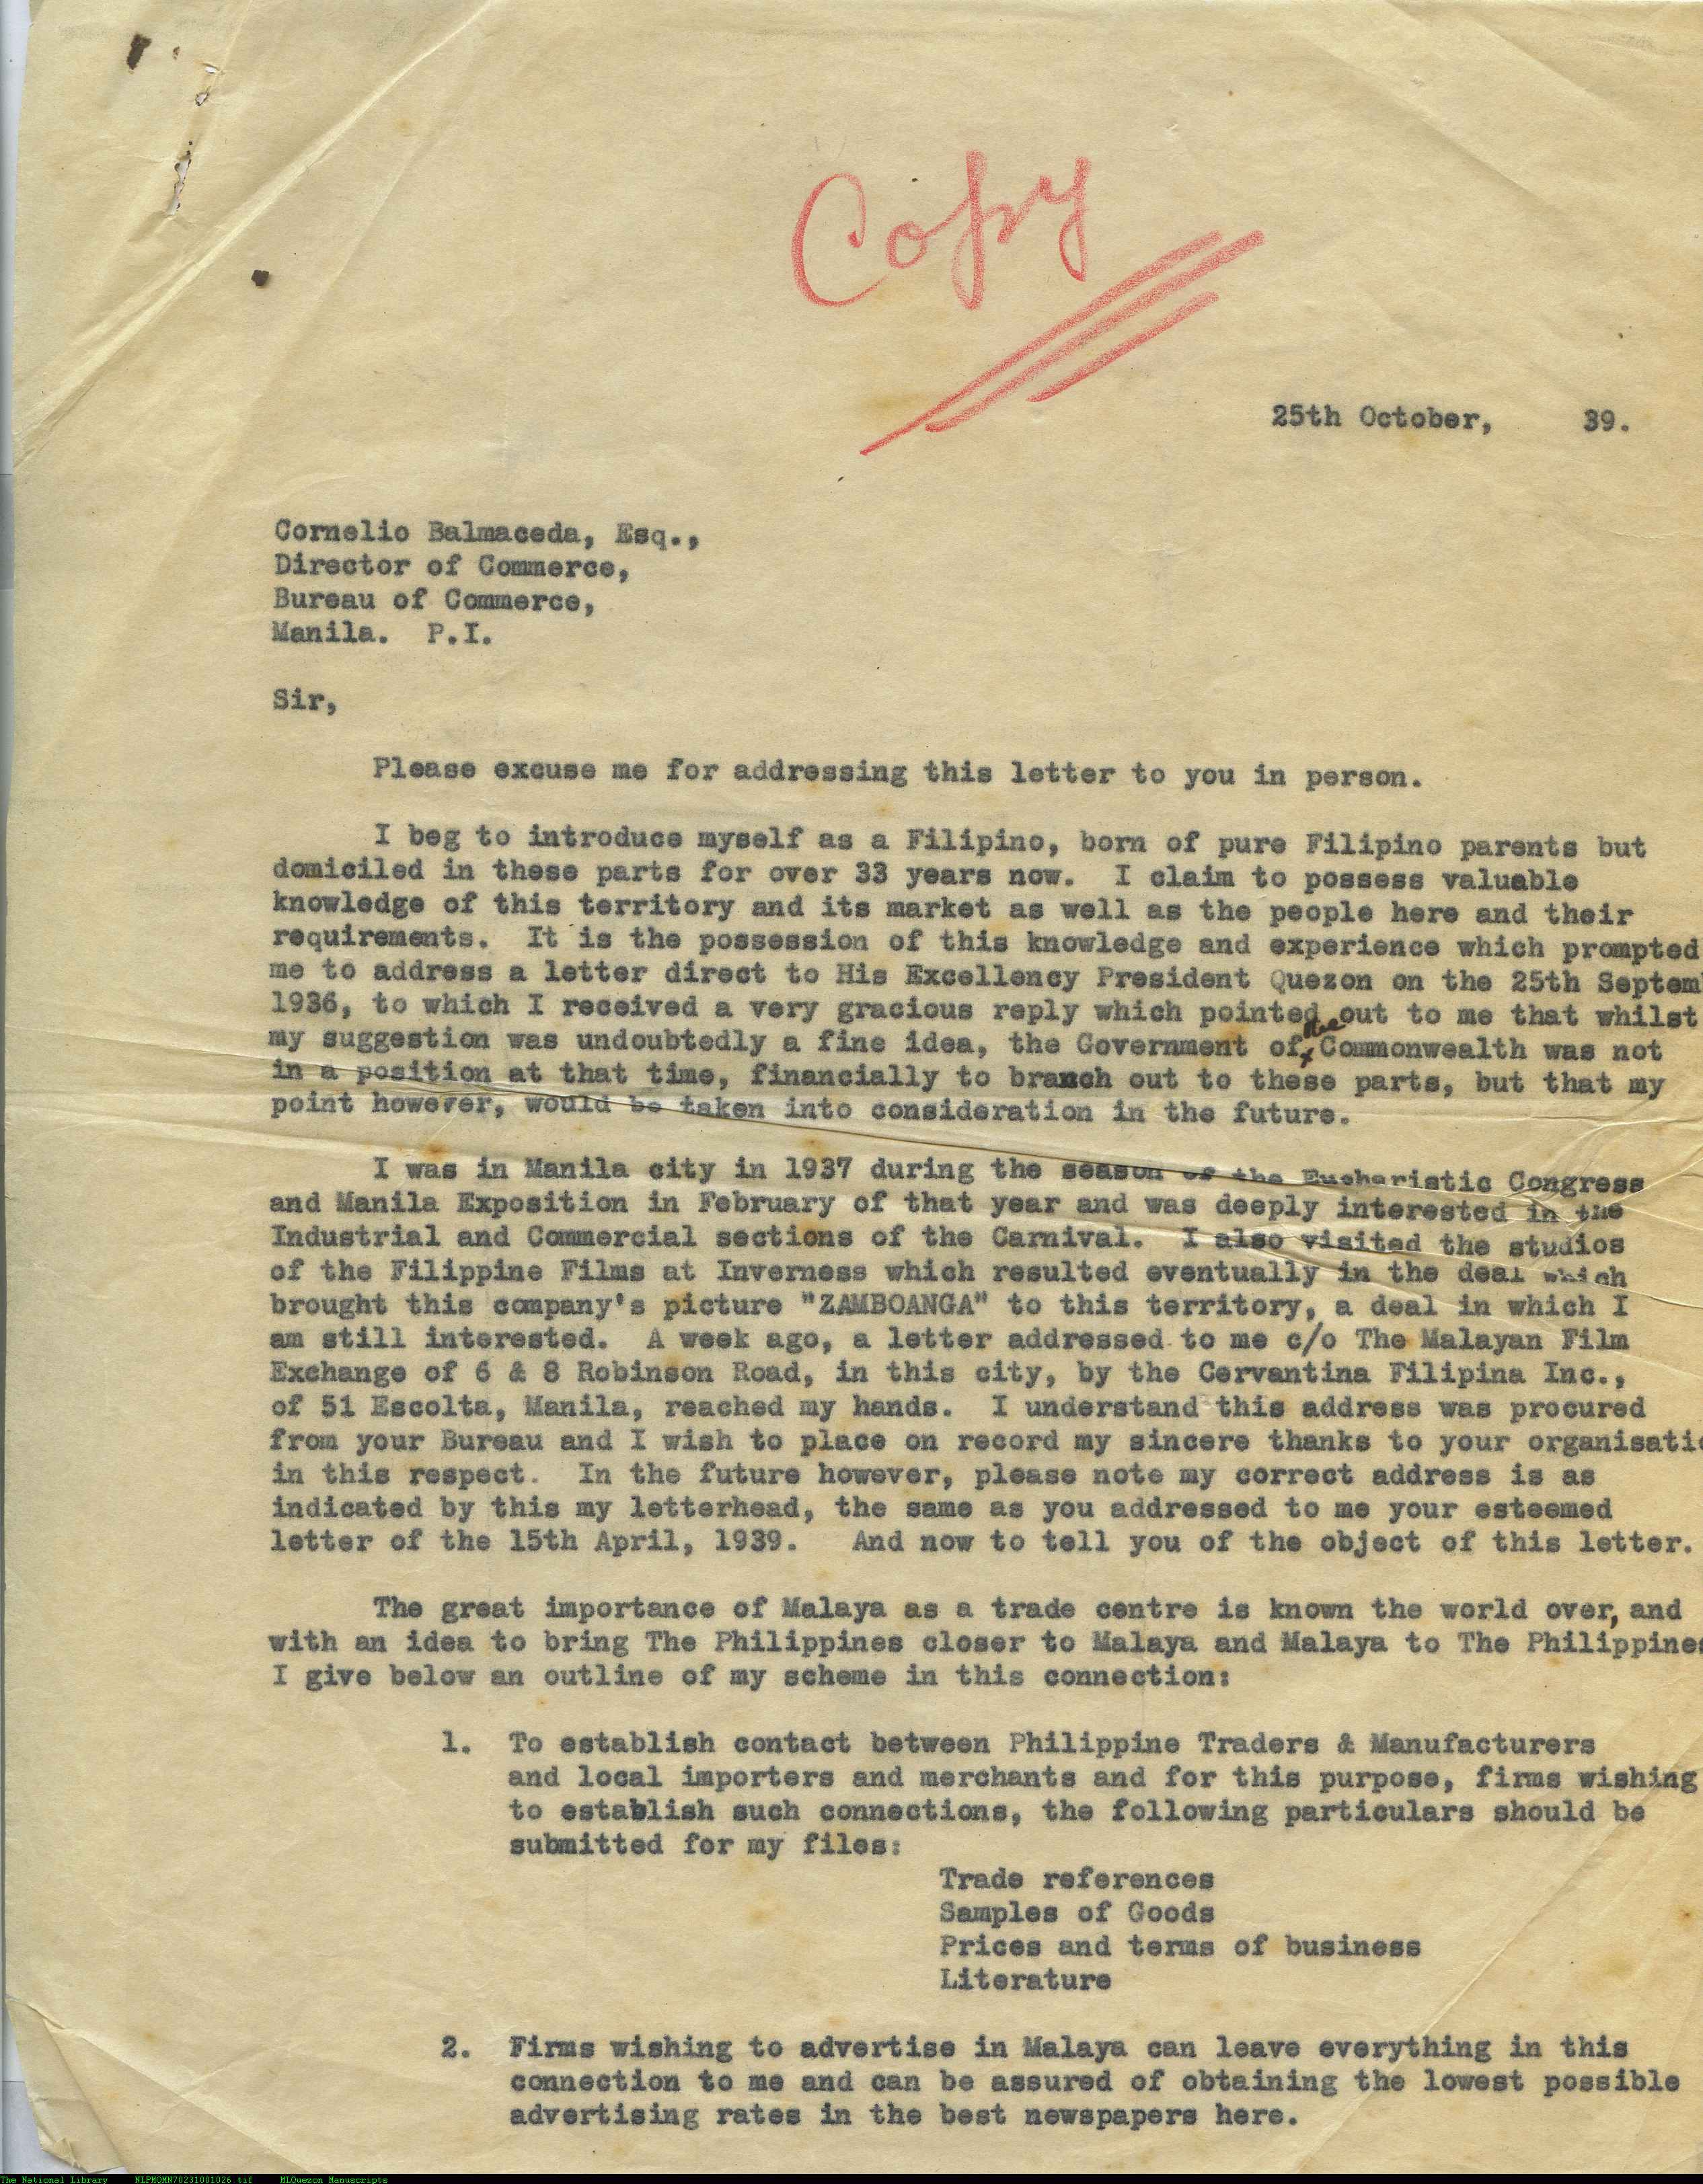 Copy
25th October, 39.
Cornelio Balmaceda, Esq.,
Director of Commerce,
Bureau of Commerce,
Manila. P.I.
Sir,
Please excuse me for addressing this letter to you in person.
I beg to introduce myself as a Filipino, born of pure Filipino parents but
domiciled in these parts for over 33 years now. I claim to possess valuable
knowledge of this territory and its market as well as the people here and their
requirements. It is the possession of this knowledge and experience which prompted
me to address a letter direct to His Excellency President Quezon on the 25th Septem
1936, to which I received a very gracious reply which pointed out to me that whilst
my suggestion was undoubtedly a fine idea, the Government of the Commonwealth was not
in a position at that time, financially to branch out to these parts, but that my
point however, would be taken into consideration in the future.
I was in Manila city in 1937 during the season of the Eucharistic Congress
and Manila Exposition in February of that year and was deeply interested in the
Industrial and Commercial sections of the Carnival. I also visited the studios
of the Filippine Films at Inverness which resulted eventually in the deal which
brought this company's picture "ZAMBOANGA" to this territory, a deal in which I
am still interested. A week ago, a letter addressed to me c/o The Malayan Film
Exchange of 6 & 8 Robinson Road, in this city, by the Cervantina Filipina Inc.,
of 51 Escolta, Manila, reached my hands. I understand this address was procured
from your Bureau and I wish to place on record my sincere thanks to your organisati
in this respect. In the future however, please note my correct address is as
indicated by this my letterhead, the same as you addressed to me your esteemed
letter of the 15th April, 1939. And now to tell you of the object of this letter.
The great importance of Malaya as a trade centre is known the world over, and
with an idea to bring The Philippines closer to Malaya and Malaya to The Philippines
I give below an outline of my scheme in this connection:
1. To establish contact between Philippine Traders & Manufacturers
and local importers and merchants and for this purpose, firms wishing
to establish such connections, the following particulars should be
submitted for my files:
Trade references
Samples of Goods
Prices and terms of business
Literature
2. Firms wishing to advertise in Malaya can leave everything in this
connection to me and can be assured of obtaining the lowest possible
advertising rates in the best newspapers here.
The National Library NLPMQMN70231001026.tif MLQuezon Manuscripts